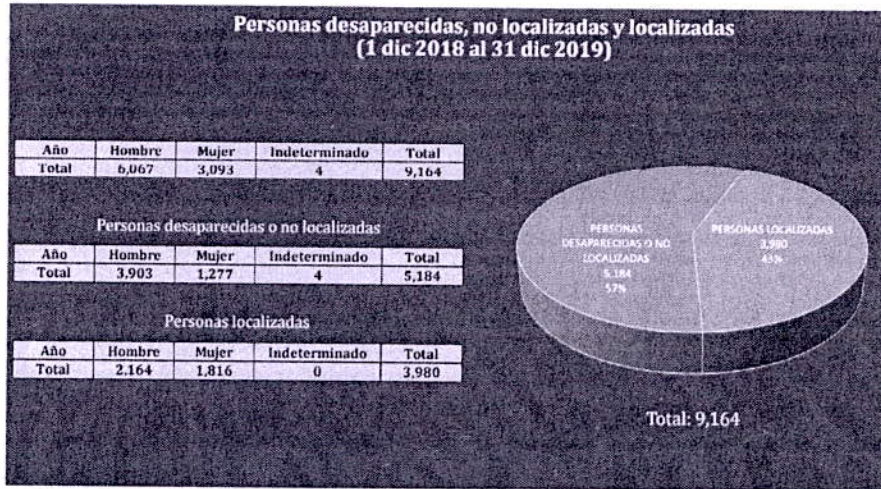 Personas desaparecidas, no localizadas y localizadas
(1 dic 2018 al 31 dic 2019)
Año Hombre Mujer Indeterminado Total
Total 6,067 3,093 4 9,164
Personas desaparecidas o no localizadas
Año Hombre Mujer Indeterminado Total
Total 3,903 1,277 4 5,184
Personas localizadas
Año Hombre Mujer Indeterminado Total
Total 2,164 1,816 0 3,980
PERSONAS
DESAPARECIDAS O NO
LOCALIZADAS
5,184
57%
PERSONAS LOCALIZADAS
3,980
43%
Total: 9,164